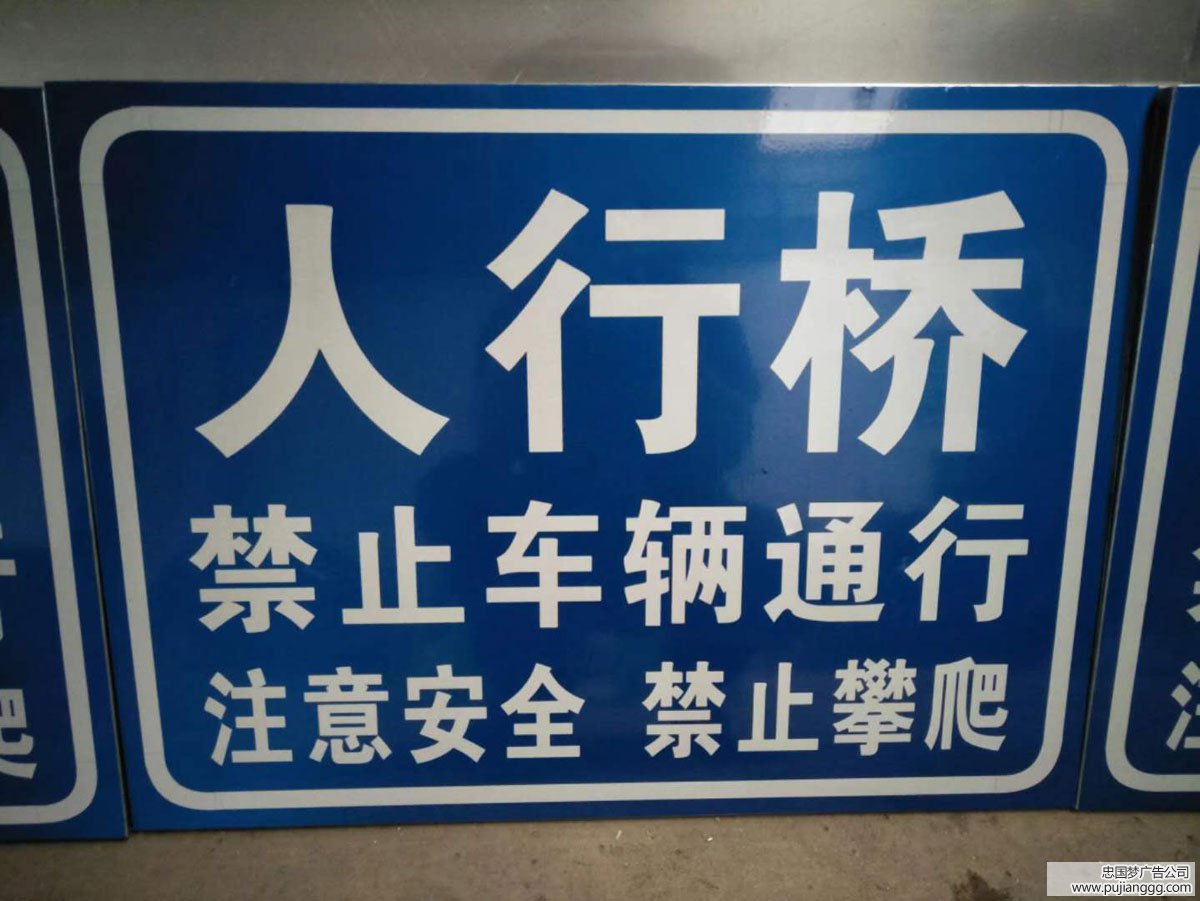 人行桥
禁止车辆通行
注意安全 禁止攀爬
忠国梦广告公司
www.pujianggg.com